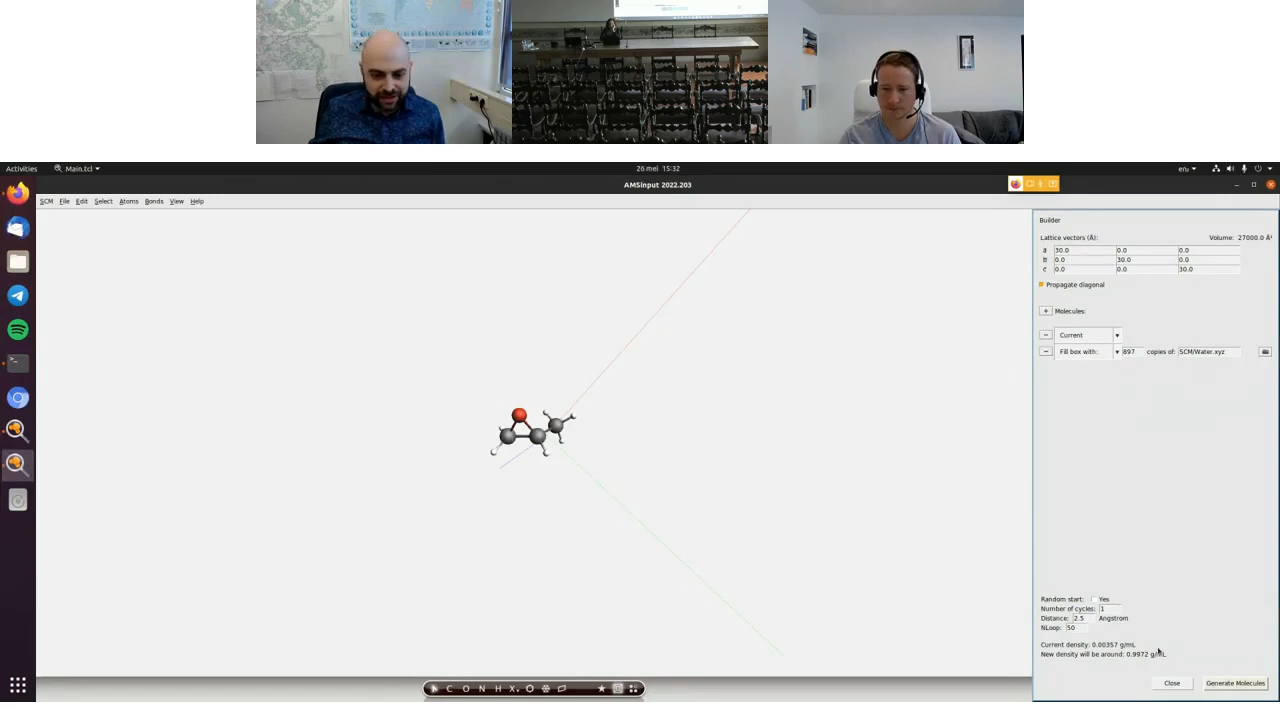 Activities Main.tcl 26 mei 15:32 en
AMSinput 2022.203
SCM File Edit Select Atoms Bonds View Help
Builder
Lattice vectors (Å): Volume: 27000.0 Å³
a 30.0 0.0 0.0
b 0.0 30.0 0.0
c 0.0 0.0 30.0
Propagate diagonal
+ Molecules:
− Current
− Fill box with: 897 copies of: SCM/Water.xyz
Random start: Yes
Number of cycles: 1
Distance: 2.5 Angstrom
NLoop: 50
Current density: 0.00357 g/mL
New density will be around: 0.9972 g/mL
Close Generate Molecules
C O N H X